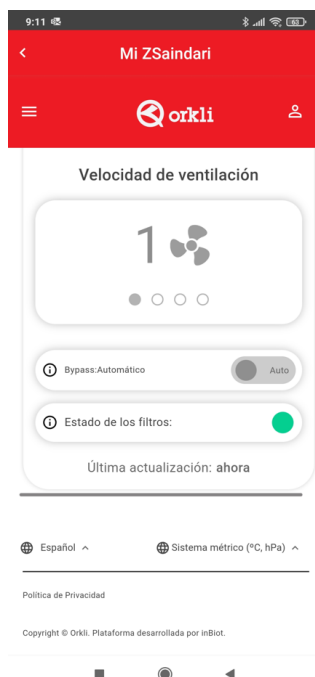 9:11
63
Mi ZSaindari
orkli
Velocidad de ventilación
1
Bypass:Automático
Auto
Estado de los filtros:
Última actualización: ahora
Español
Sistema métrico (ºC, hPa)
Política de Privacidad
Copyright © Orkli. Plataforma desarrollada por inBiot.